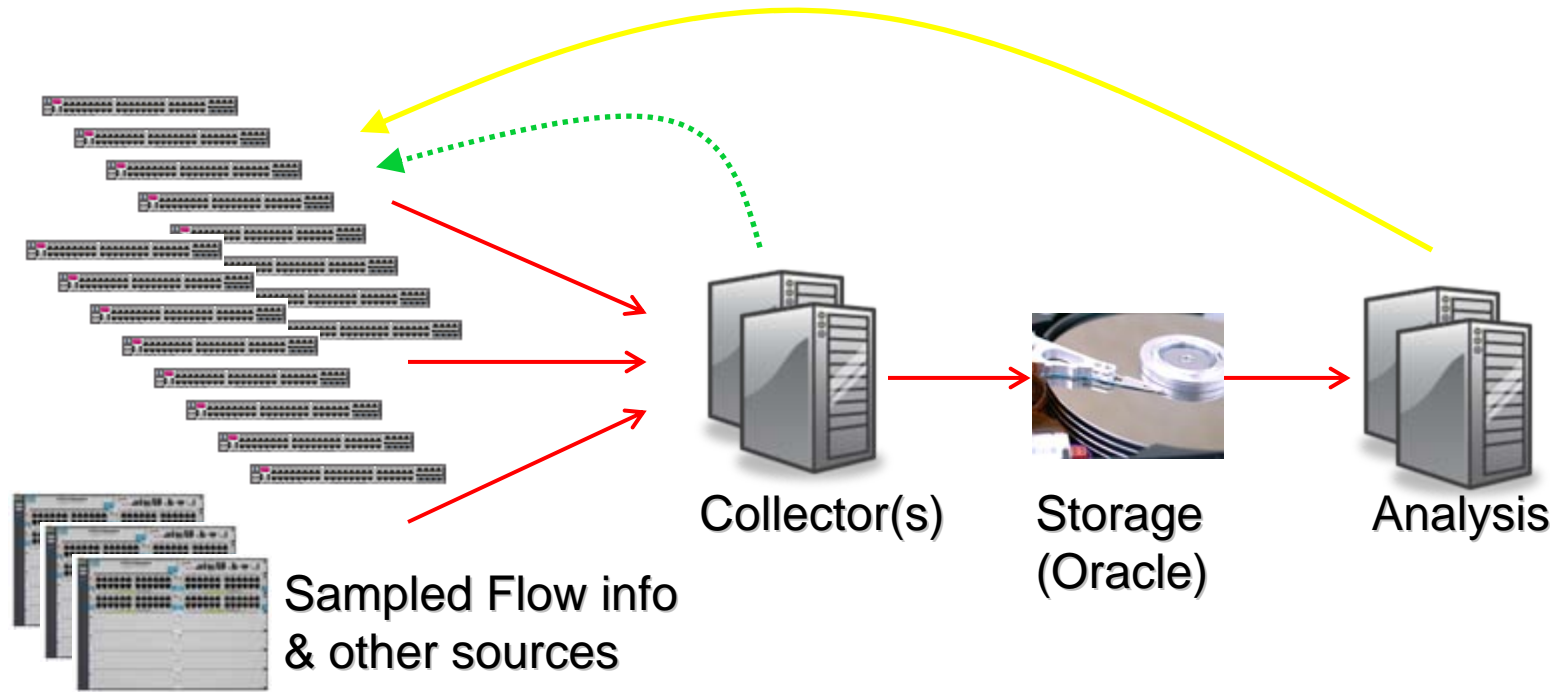 Collector(s)
Storage
(Oracle)
Analysis
Sampled Flow info
& other sources